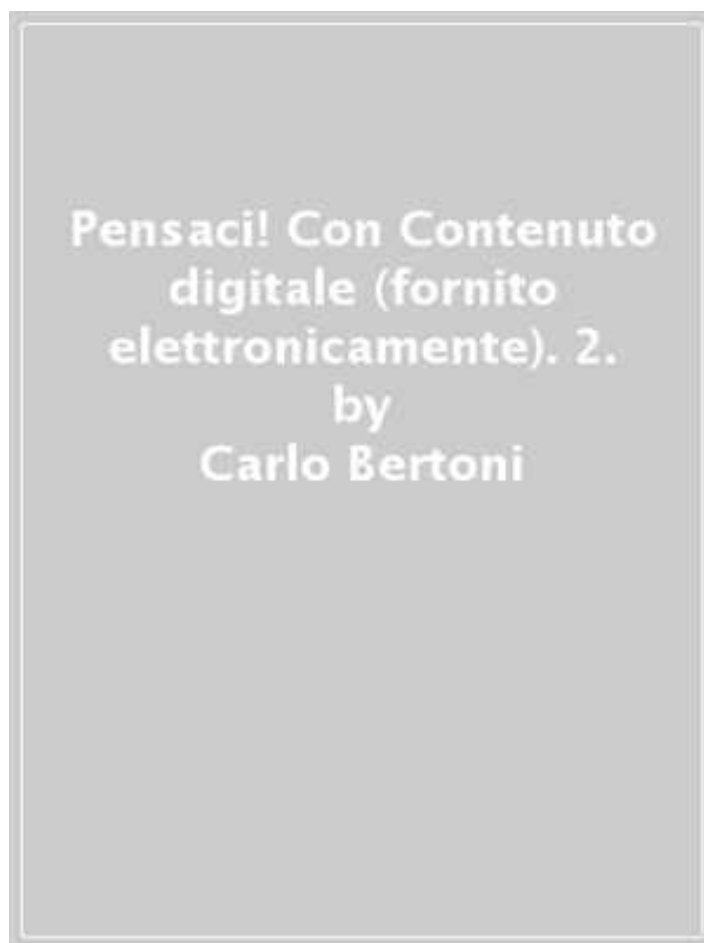 Pensaci! Con Contenuto
digitale (fornito
elettronicamente). 2.
by
Carlo Bertoni